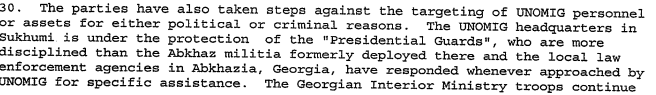 30.  The parties have also taken steps against the targeting of UNOMIG personnel
or assets for either political or criminal reasons.  The UNOMIG headquarters in
Sukhumi is under the protection  of the "Presidential Guards", who are more
disciplined than the Abkhaz militia formerly deployed there and the local law
enforcement agencies in Abkhazia, Georgia, have responded whenever approached by
UNOMIG for specific assistance.  The Georgian Interior Ministry troops continue